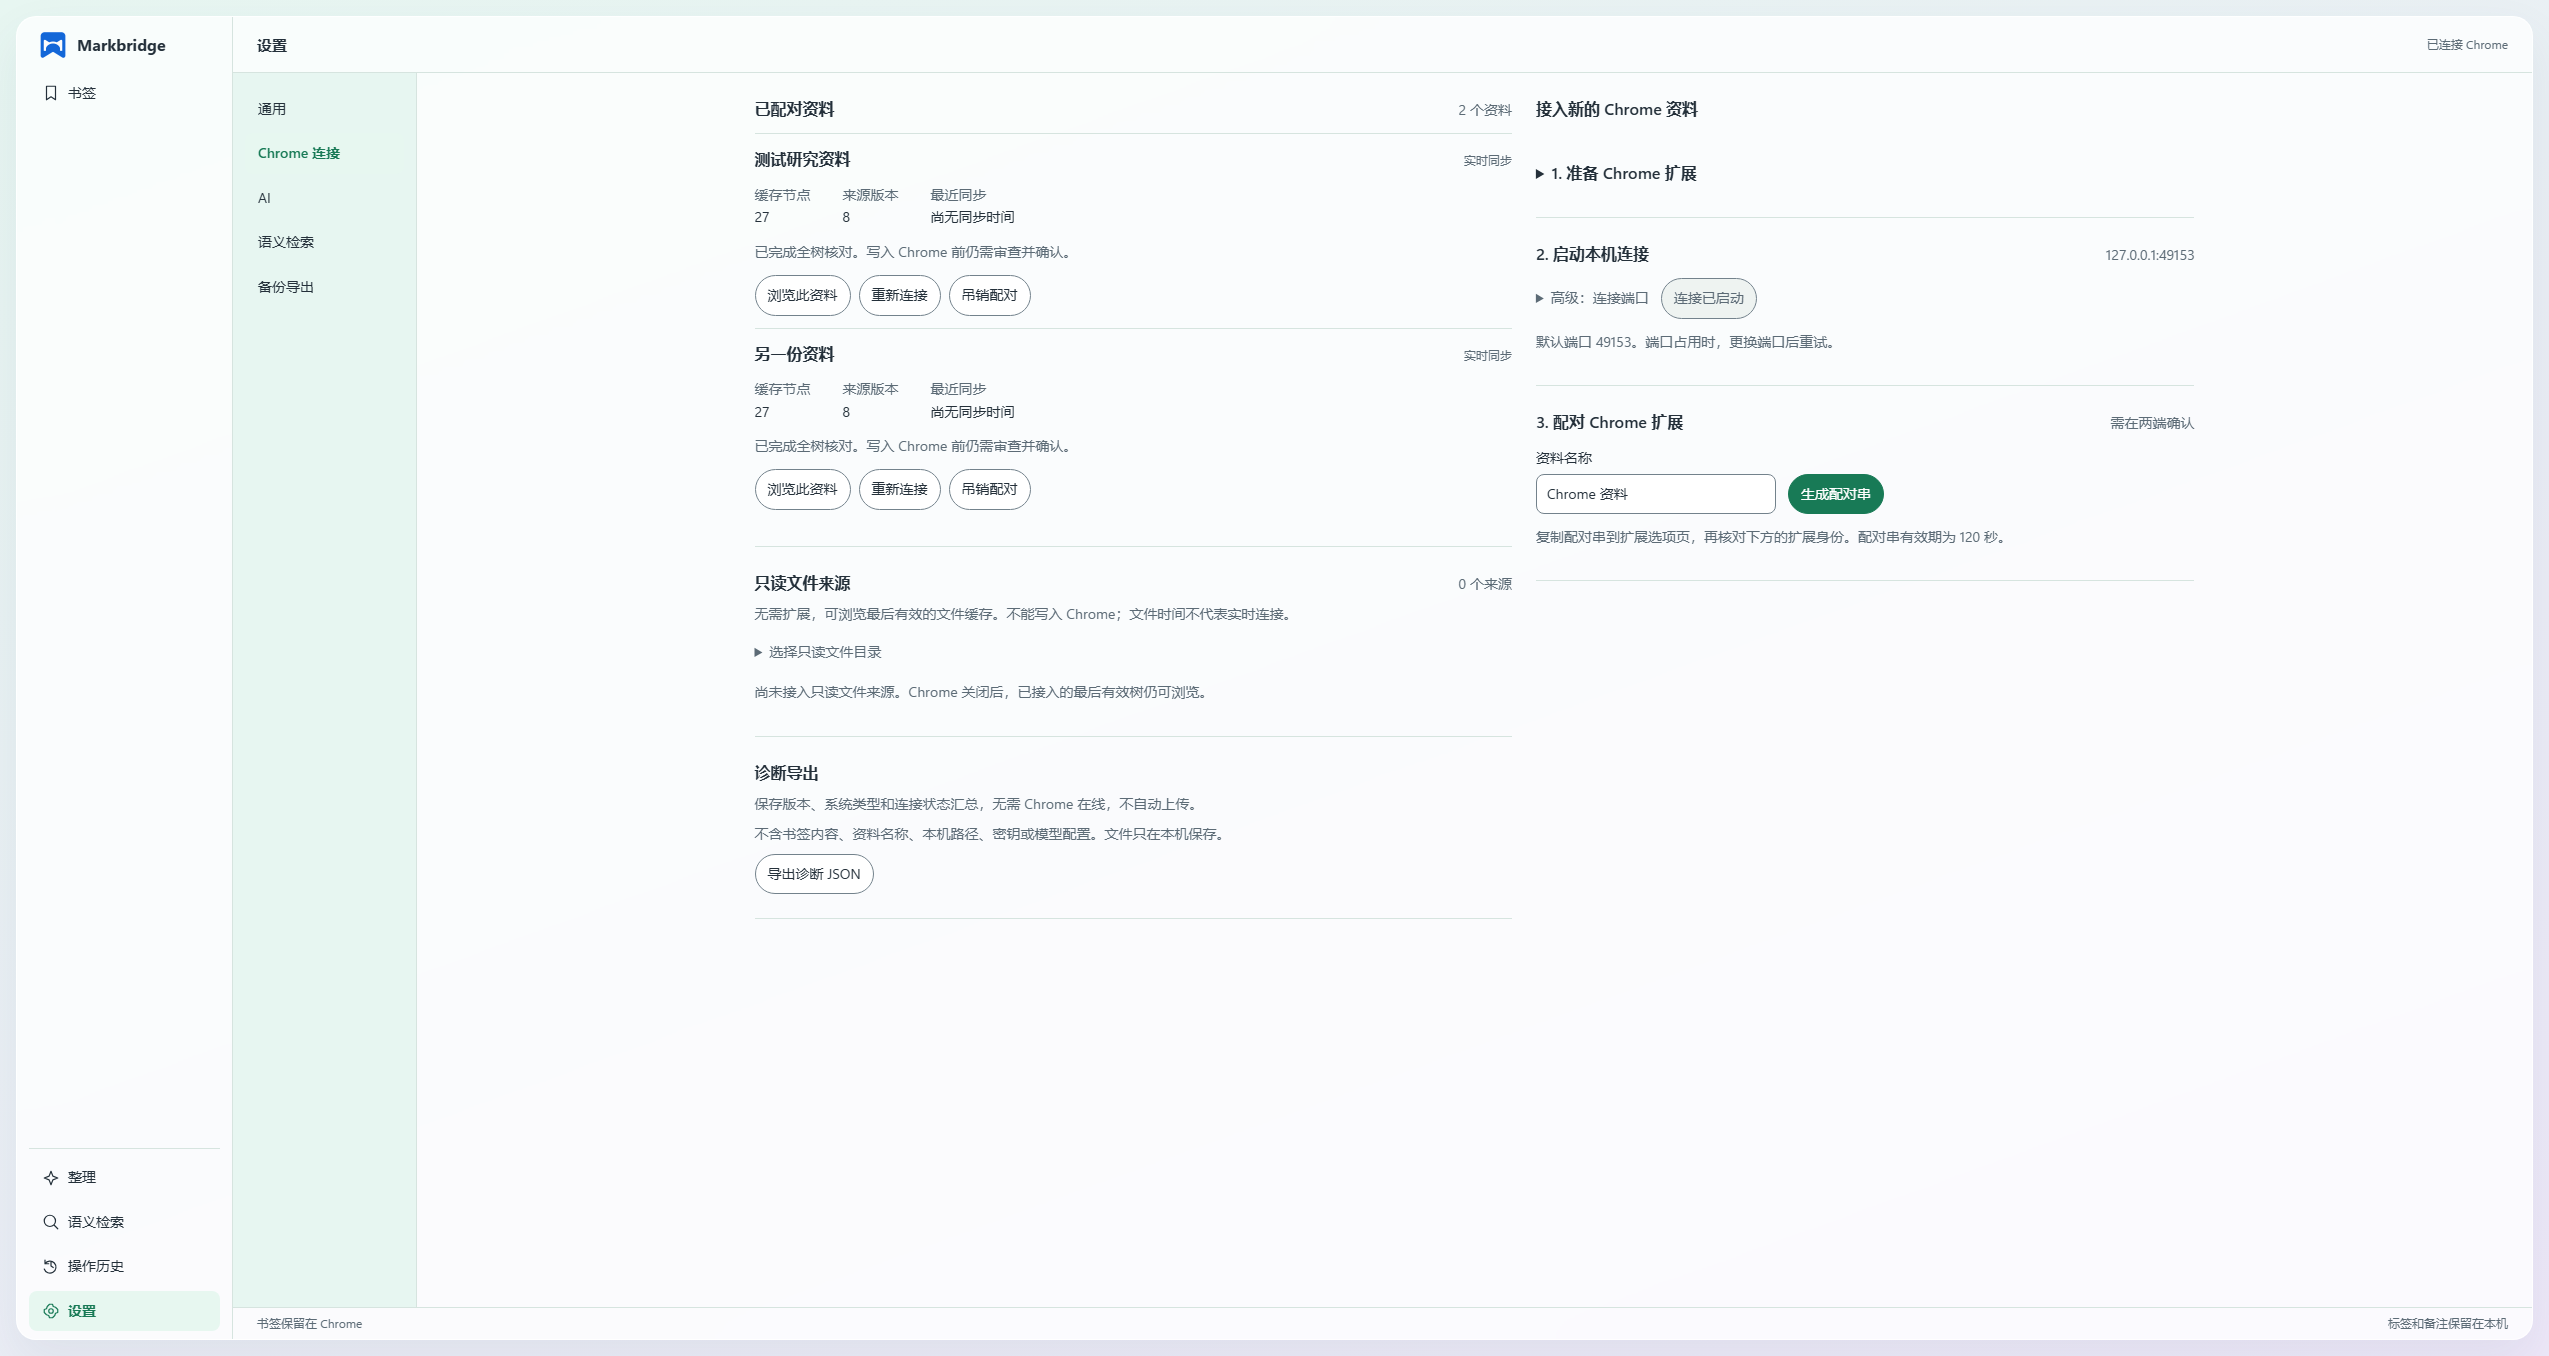 Markbridge
书签
整理
语义检索
操作历史
设置
设置
已连接 Chrome
通用
Chrome 连接
AI
语义检索
备份导出
已配对资料
2 个资料
测试研究资料
实时同步
缓存节点 来源版本 最近同步
27 8 尚无同步时间
已完成全树核对。写入 Chrome 前仍需审查并确认。
浏览此资料 重新连接 吊销配对
另一份资料
实时同步
缓存节点 来源版本 最近同步
27 8 尚无同步时间
已完成全树核对。写入 Chrome 前仍需审查并确认。
浏览此资料 重新连接 吊销配对
只读文件来源
0 个来源
无需扩展，可浏览最后有效的文件缓存。不能写入 Chrome；文件时间不代表实时连接。
选择只读文件目录
尚未接入只读文件来源。Chrome 关闭后，已接入的最后有效树仍可浏览。
诊断导出
保存版本、系统类型和连接状态汇总，无需 Chrome 在线，不自动上传。
不含书签内容、资料名称、本机路径、密钥或模型配置。文件只在本机保存。
导出诊断 JSON
接入新的 Chrome 资料
1. 准备 Chrome 扩展
2. 启动本机连接
127.0.0.1:49153
高级：连接端口 连接已启动
默认端口 49153。端口占用时，更换端口后重试。
3. 配对 Chrome 扩展
需在两端确认
资料名称
Chrome 资料 生成配对串
复制配对串到扩展选项页，再核对下方的扩展身份。配对串有效期为 120 秒。
书签保留在 Chrome
标签和备注保留在本机